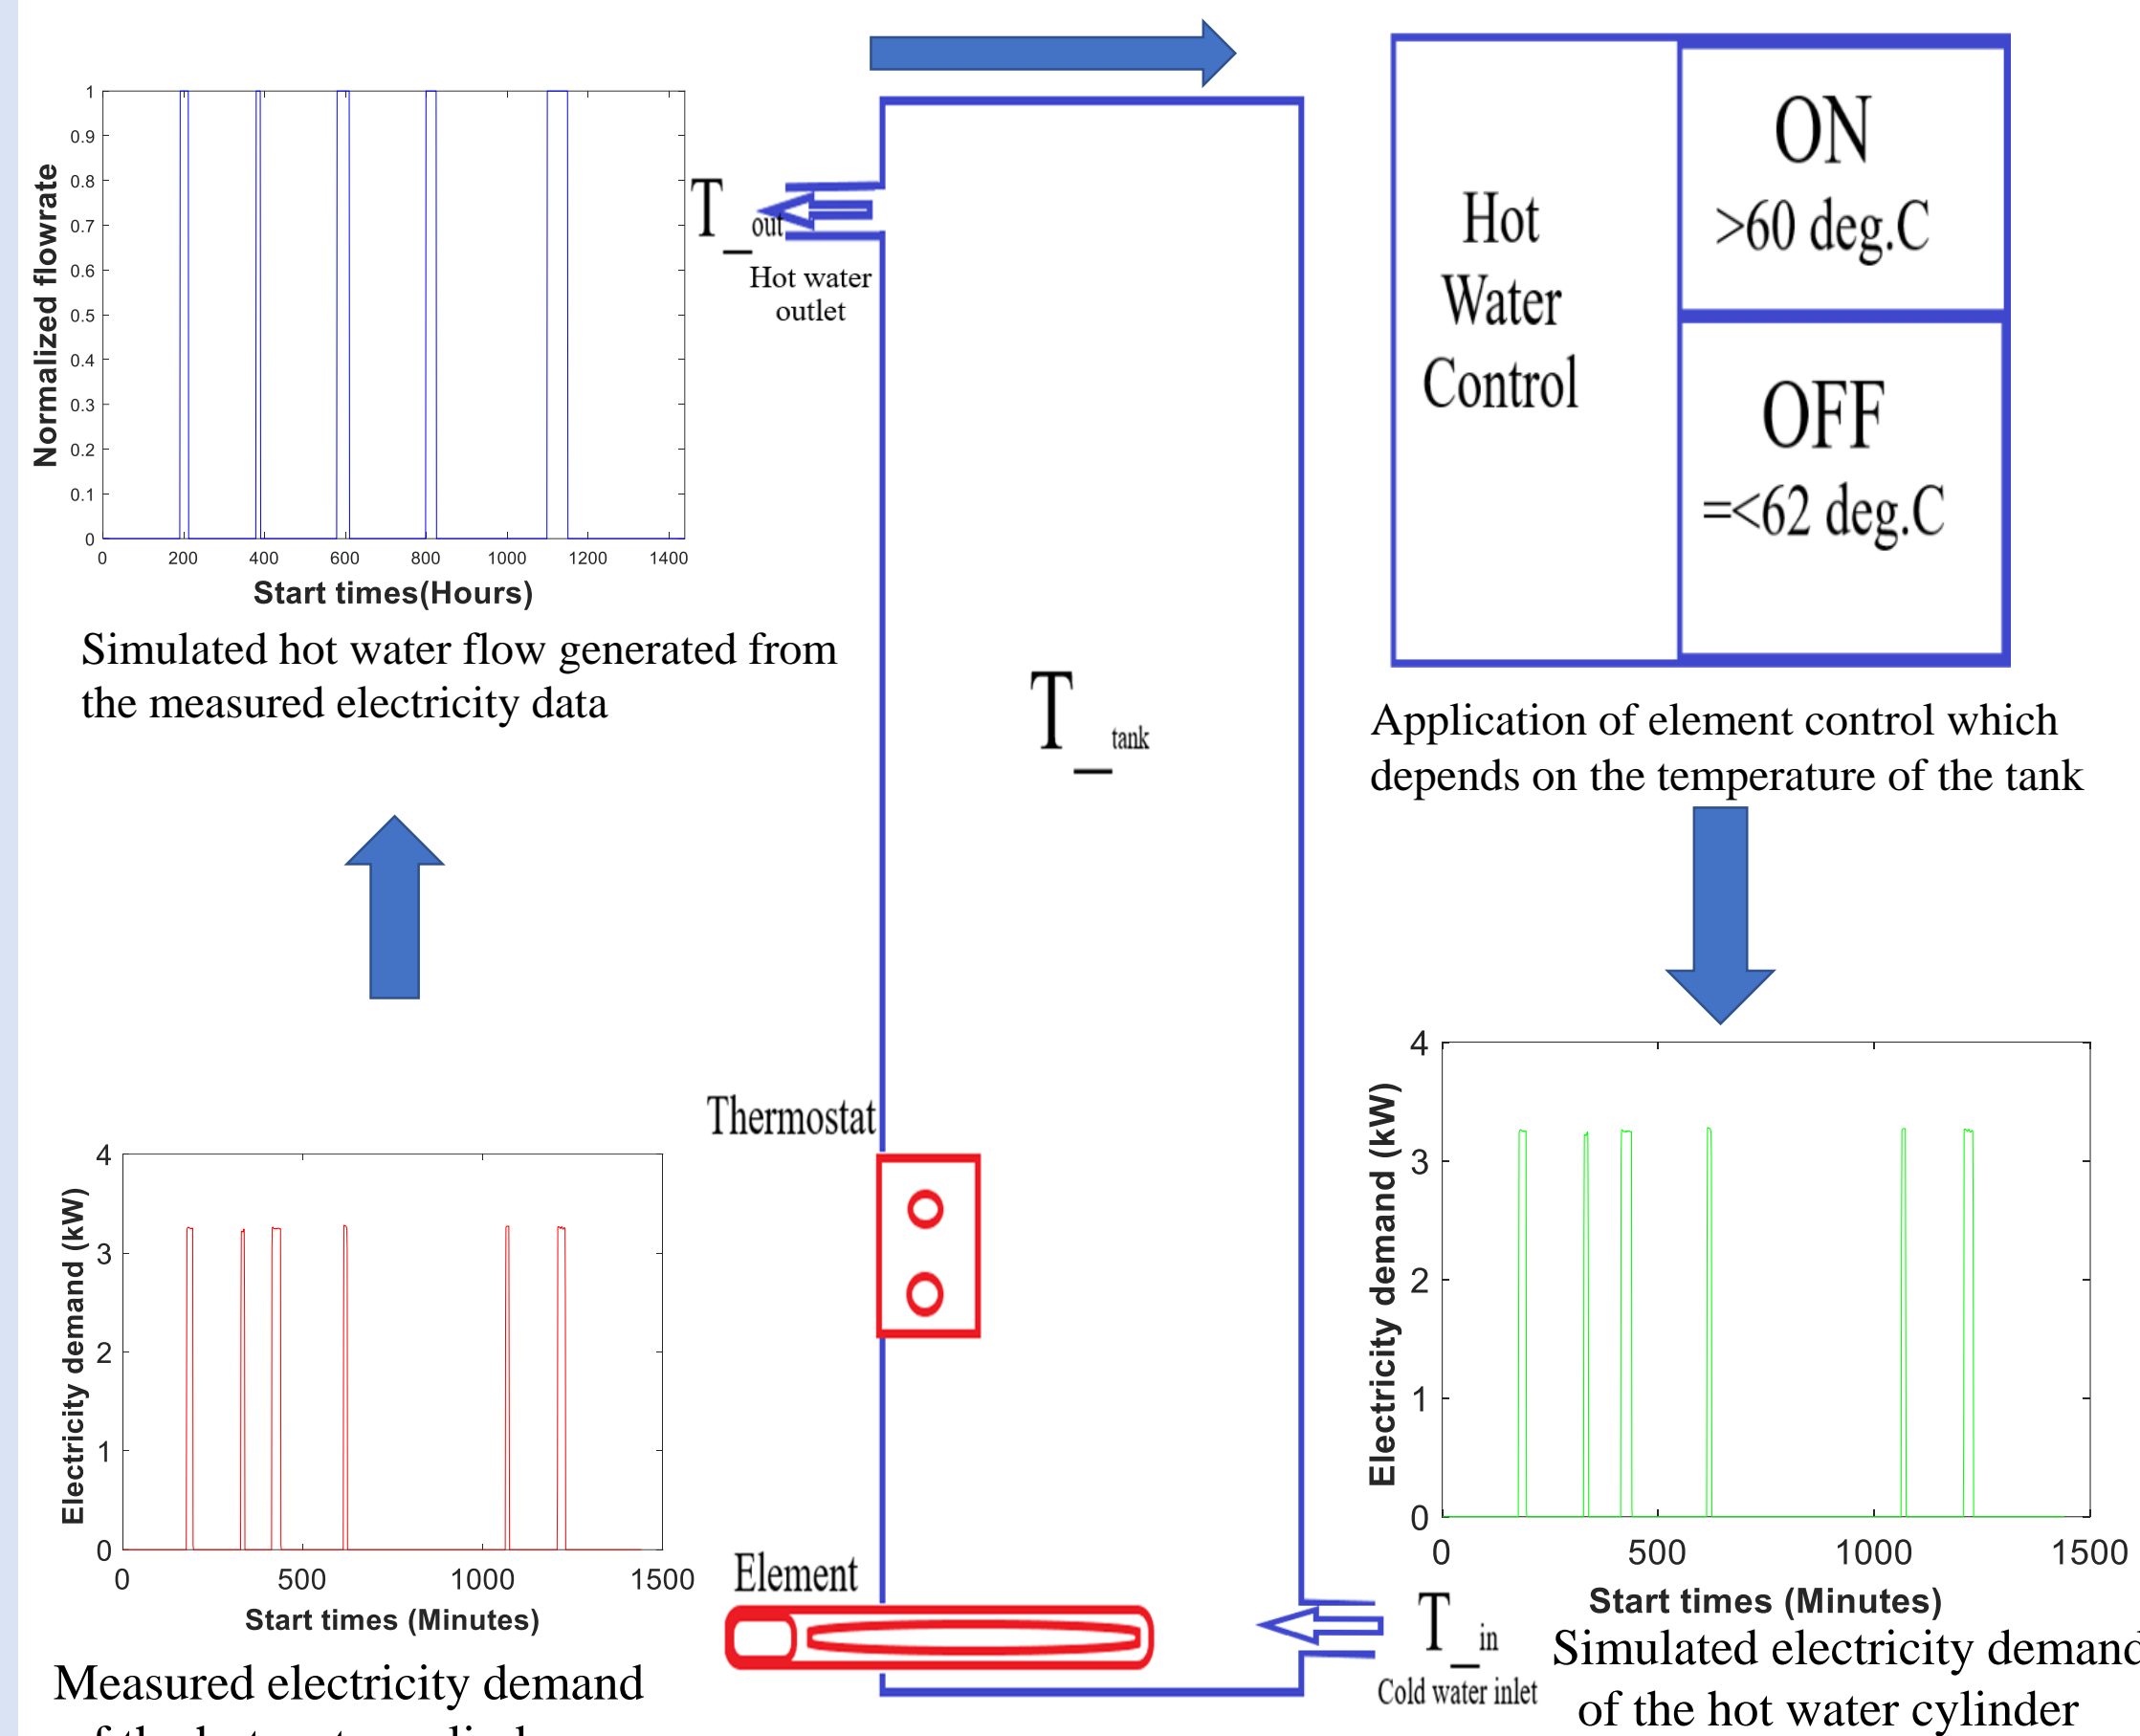 1
0.9
0.8
0.7
0.6
0.5
0.4
0.3
0.2
0.1
0
0 200 400 600 800 1000 1200 1400
Normalized flowrate
Start times(Hours)
Simulated hot water flow generated from
the measured electricity data
T_out
Hot water
outlet
T_tank
Hot
Water
Control
ON
>60 deg.C
OFF
=<62 deg.C
Application of element control which
depends on the temperature of the tank
Thermostat
Element
4
3
2
1
0
0 500 1000 1500
Electricity demand (kW)
Start times (Minutes)
Measured electricity demand
T_in
Cold water inlet
4
3
2
1
0
0 500 1000 1500
Electricity demand (kW)
Start times (Minutes)
Simulated electricity demand
of the hot water cylinder